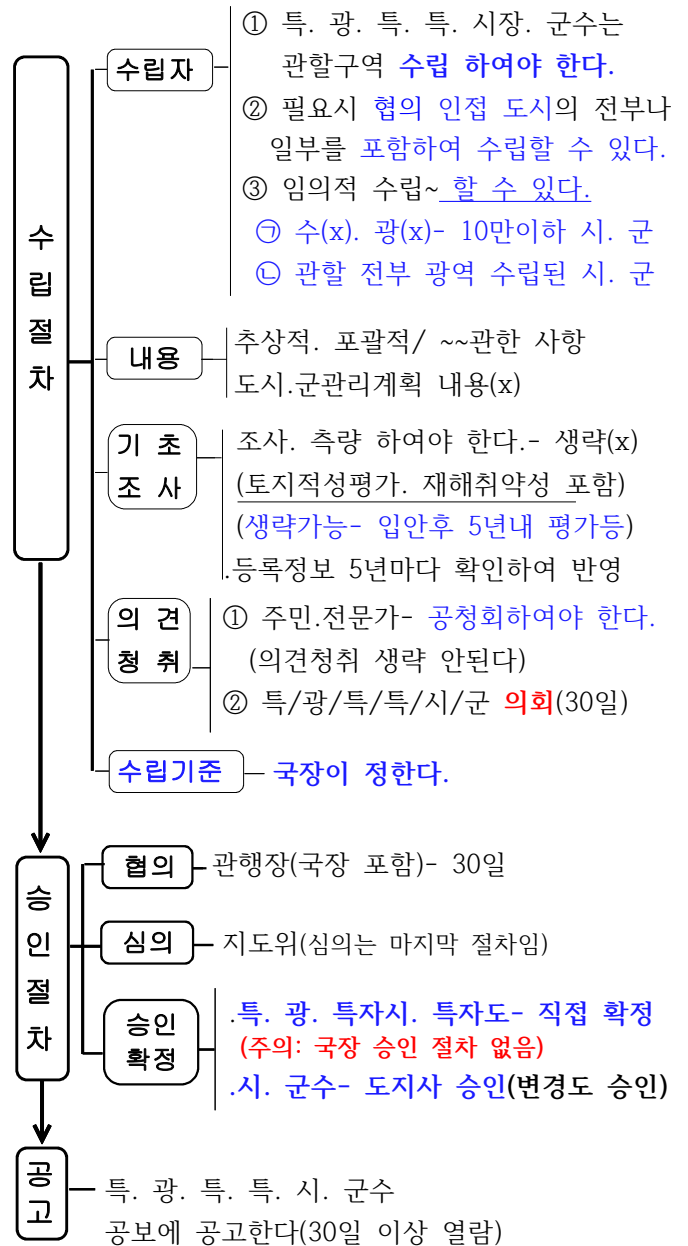 수립절차
수립자
① 특. 광. 특. 특. 시장. 군수는
관할구역 수립 하여야 한다.
② 필요시 협의 인접 도시의 전부나
일부를 포함하여 수립할 수 있다.
③ 임의적 수립~ 할 수 있다.
㉠ 수(x). 광(x)- 10만이하 시. 군
㉡ 관할 전부 광역 수립된 시. 군
내용
추상적. 포괄적/ ~~관한 사항
도시.군관리계획 내용(x)
기 초
조 사
조사. 측량 하여야 한다.- 생략(x)
(토지적성평가. 재해취약성 포함)
(생략가능- 입안후 5년내 평가등)
.등록정보 5년마다 확인하여 반영
의 견
청 취
① 주민.전문가- 공청회하여야 한다.
(의견청취 생략 안된다)
② 특/광/특/특/시/군 의회(30일)
수립기준
국장이 정한다.
승인절차
협의
관행장(국장 포함)- 30일
심의
지도위(심의는 마지막 절차임)
승인
확정
.특. 광. 특자시. 특자도- 직접 확정
(주의: 국장 승인 절차 없음)
.시. 군수- 도지사 승인(변경도 승인)
공고
특. 광. 특. 특. 시. 군수
공보에 공고한다(30일 이상 열람)